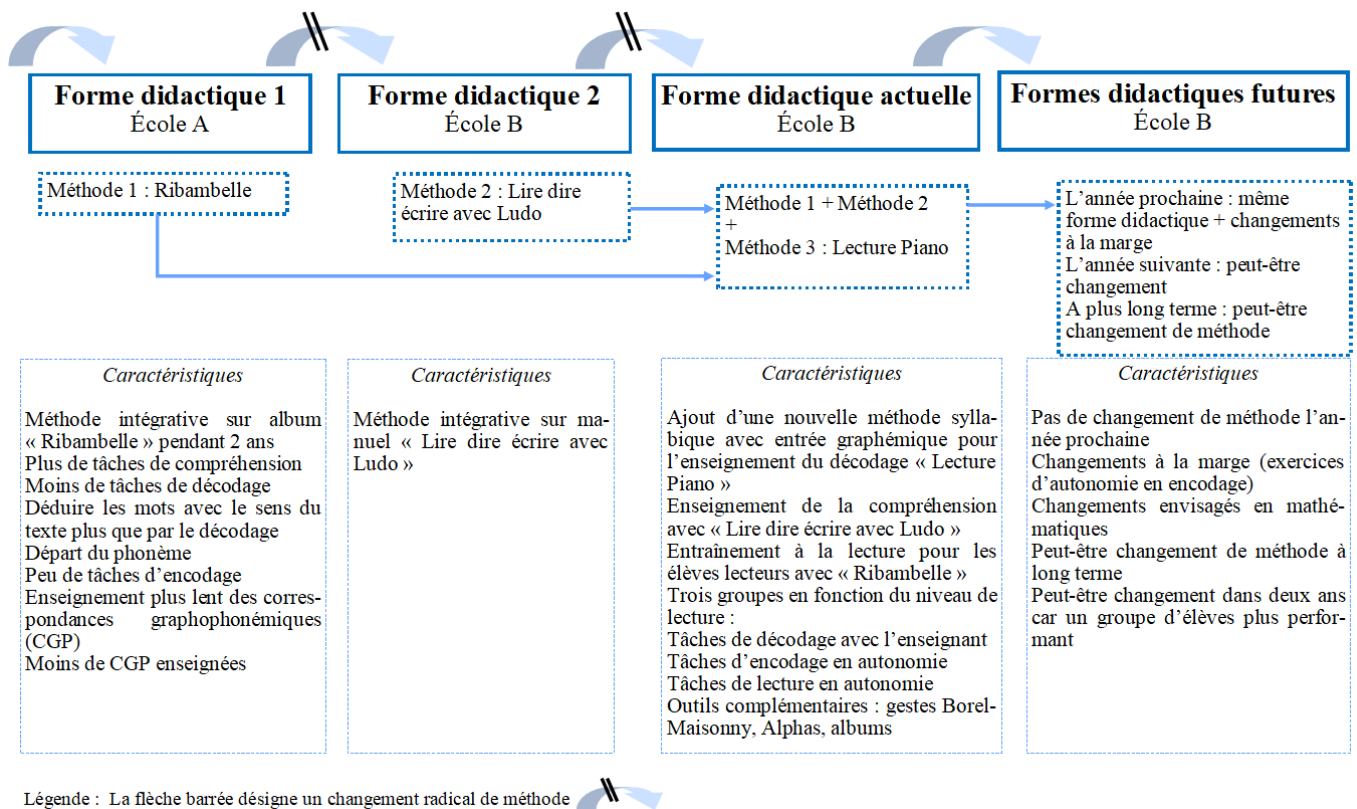 Forme didactique 1
École A
Forme didactique 2
École B
Forme didactique actuelle
École B
Formes didactiques futures
École B
Méthode 1 : Ribambelle
Méthode 2 : Lire dire
écrire avec Ludo
Méthode 1 + Méthode 2
+
Méthode 3 : Lecture Piano
L’année prochaine : même
forme didactique + changements
à la marge
L’année suivante : peut-être
changement
A plus long terme : peut-être
changement de méthode
Caractéristiques
Méthode intégrative sur album
« Ribambelle » pendant 2 ans
Plus de tâches de compréhension
Moins de tâches de décodage
Déduire les mots avec le sens du
texte plus que par le décodage
Départ du phonème
Peu de tâches d’encodage
Enseignement plus lent des corres-
pondances graphophonémiques
(CGP)
Moins de CGP enseignées
Caractéristiques
Méthode intégrative sur ma-
nuel « Lire dire écrire avec
Ludo »
Caractéristiques
Ajout d’une nouvelle méthode sylla-
bique avec entrée graphémique pour
l’enseignement du décodage « Lecture
Piano »
Enseignement de la compréhension
avec « Lire dire écrire avec Ludo »
Entraînement à la lecture pour les
élèves lecteurs avec « Ribambelle »
Trois groupes en fonction du niveau de
lecture :
Tâches de décodage avec l’enseignant
Tâches d’encodage en autonomie
Tâches de lecture en autonomie
Outils complémentaires : gestes Borel-
Maisonny, Alphas, albums
Caractéristiques
Pas de changement de méthode l’an-
née prochaine
Changements à la marge (exercices
d’autonomie en encodage)
Changements envisagés en mathé-
matiques
Peut-être changement de méthode à
long terme
Peut-être changement dans deux ans
car un groupe d’élèves plus perfor-
mant
Légende : La flèche barrée désigne un changement radical de méthode